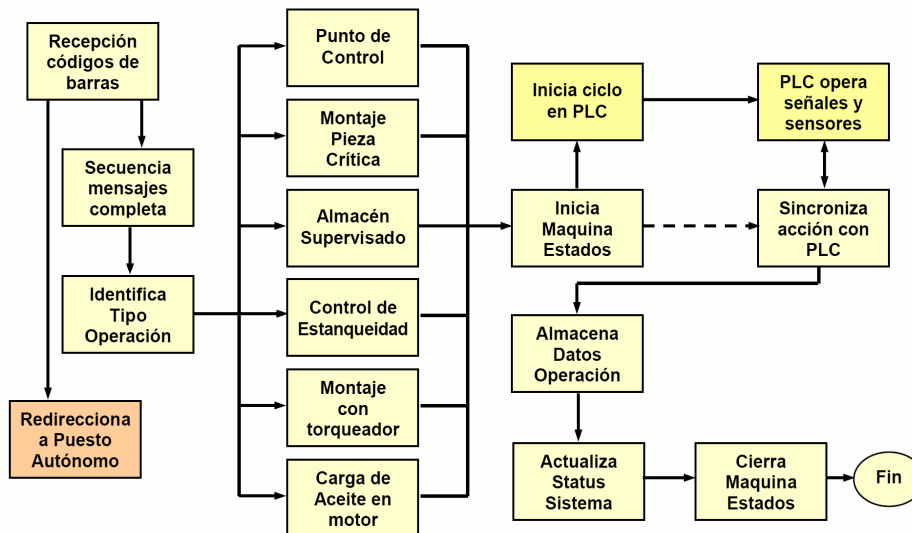 Recepción
códigos de
barras
Secuencia
mensajes
completa
Identifica
Tipo
Operación
Redirecciona
a Puesto
Autónomo
Punto de
Control
Montaje
Pieza
Crítica
Almacén
Supervisado
Control de
Estanqueidad
Montaje
con
torqueador
Carga de
Aceite en
motor
Inicia ciclo
en PLC
PLC opera
señales y
sensores
Inicia
Maquina
Estados
Sincroniza
acción con
PLC
Almacena
Datos
Operación
Actualiza
Status
Sistema
Cierra
Maquina
Estados
Fin